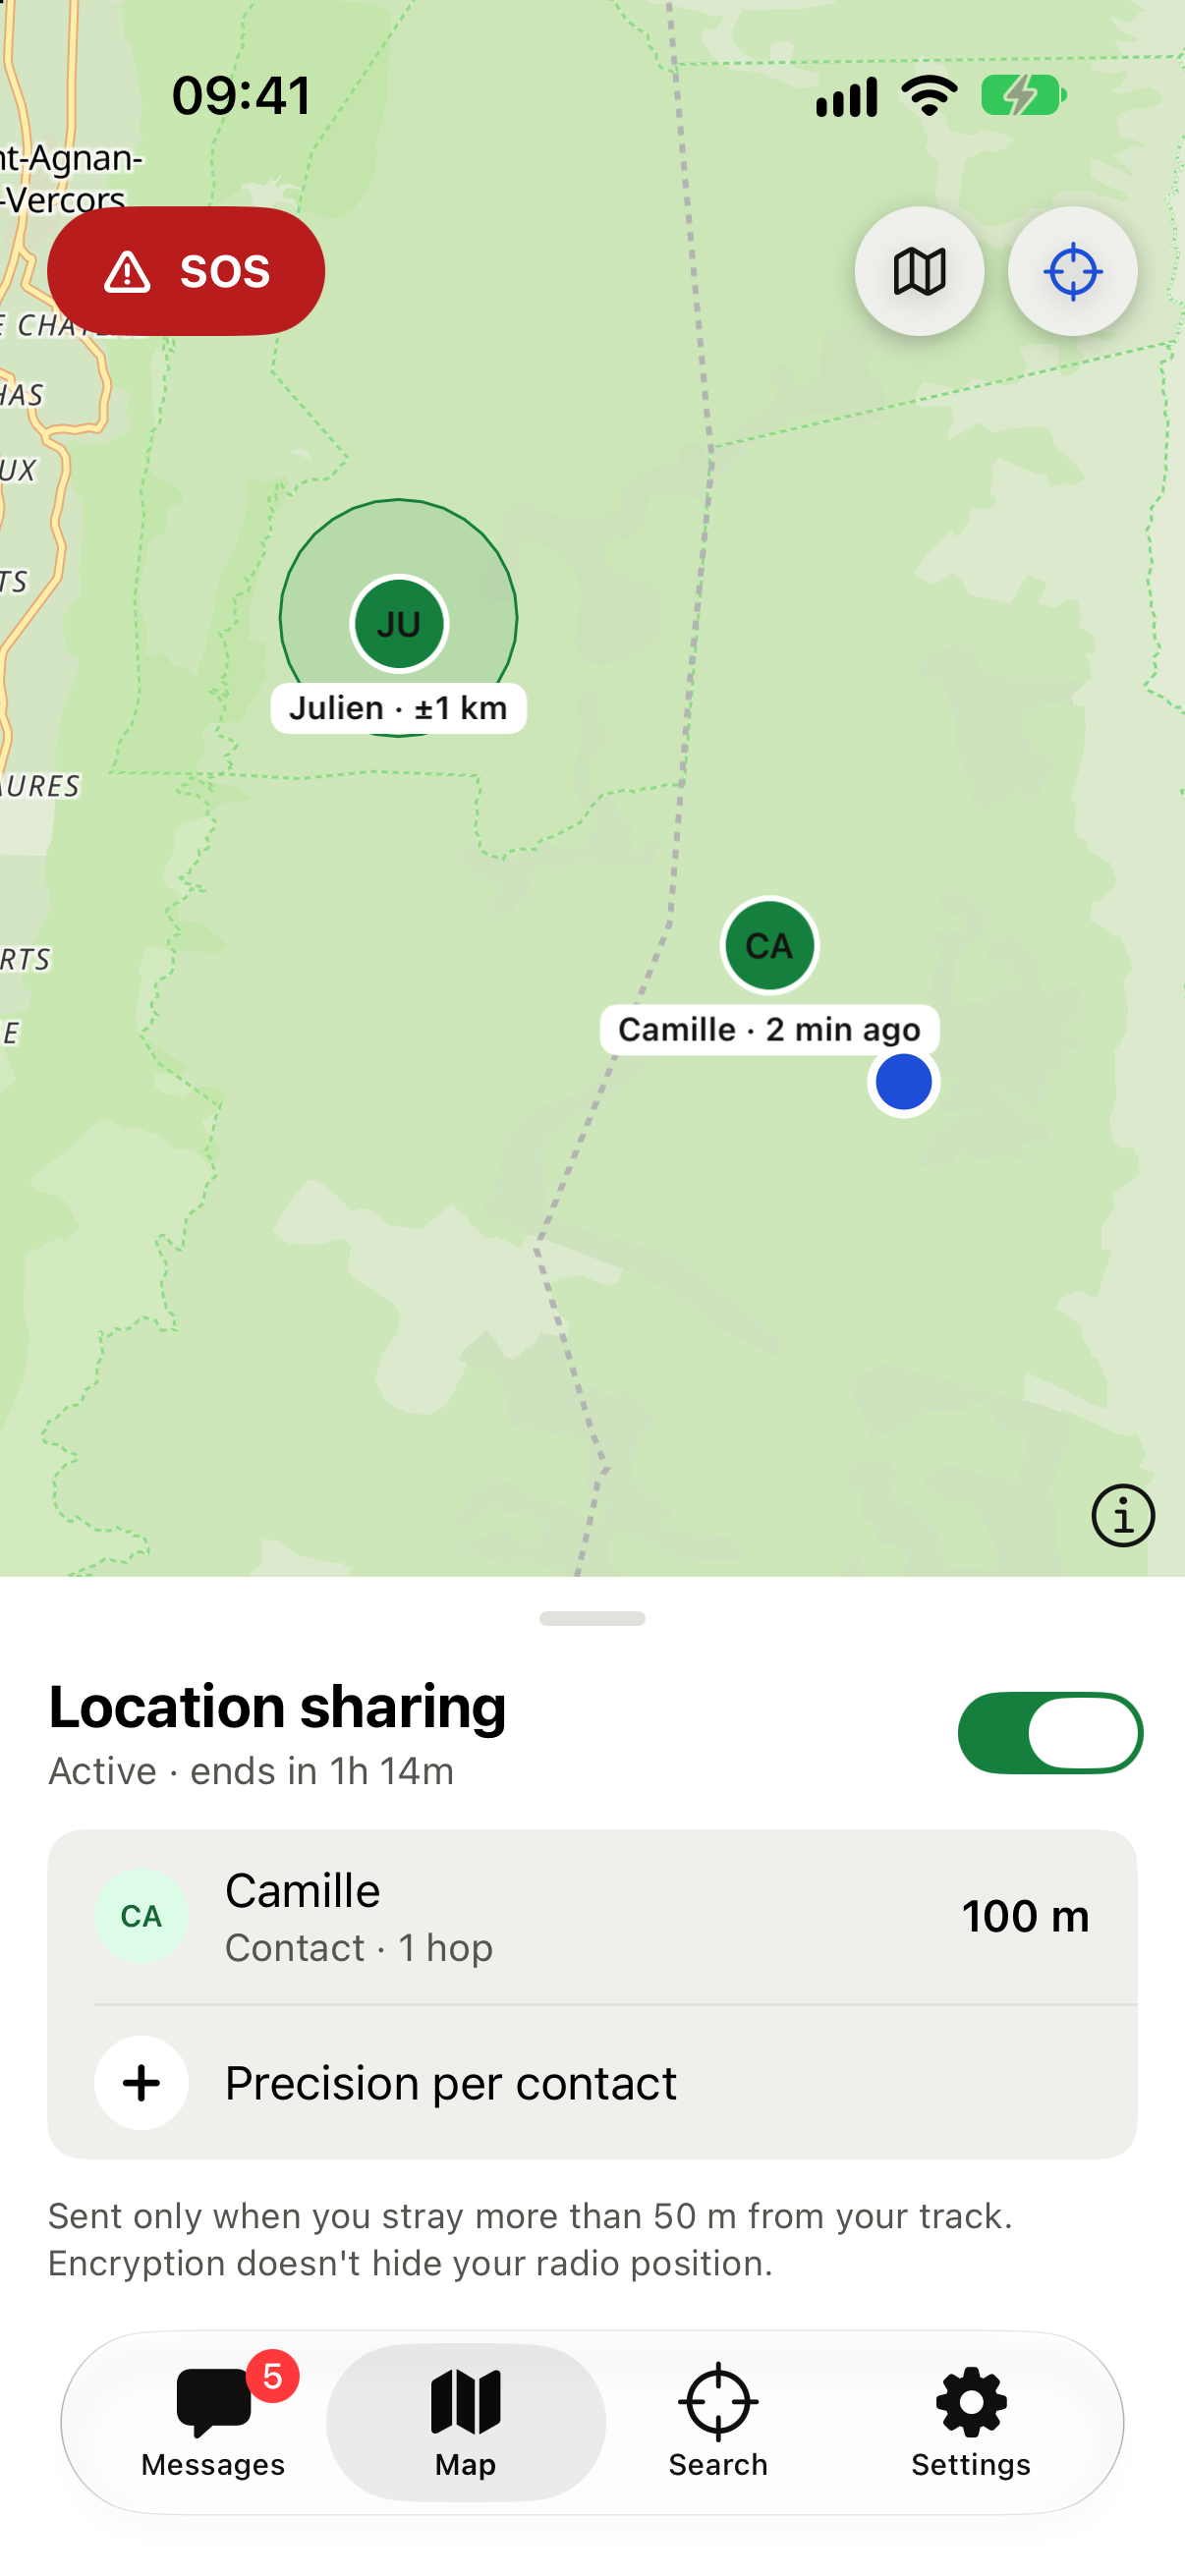 09:41
nt-Agnan-
-Vercors
SOS
HAS
UX
TS
JU
Julien · ±1 km
AURES
CA
RTS
Camille · 2 min ago
E
Location sharing
Active · ends in 1h 14m
CA
Camille
100 m
Contact · 1 hop
Precision per contact
Sent only when you stray more than 50 m from your track.
Encryption doesn't hide your radio position.
5
Messages
Map
Search
Settings